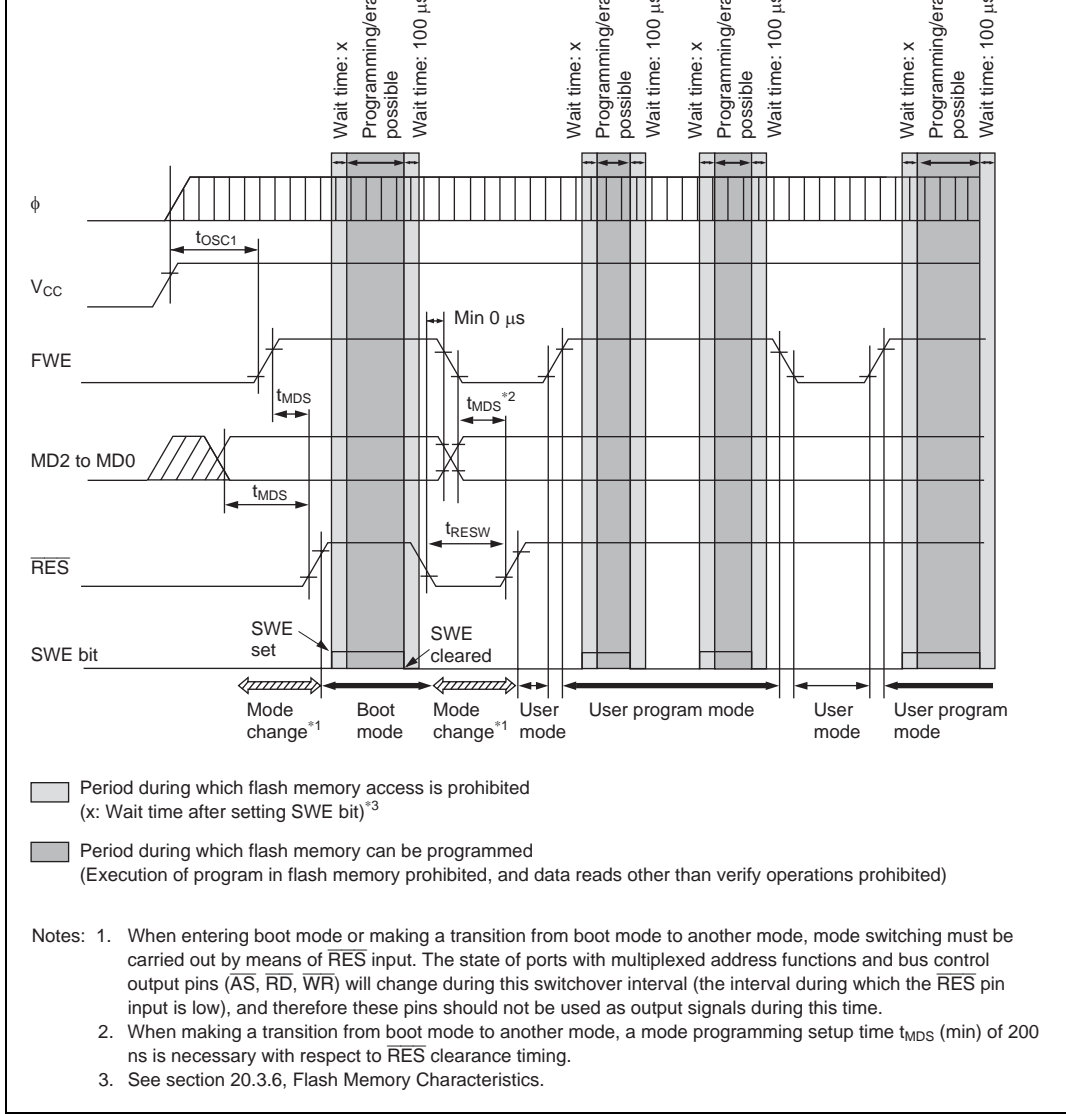 Wait time: x
possible
Wait time: 100 μs
Wait time: x
possible
Wait time: 100 μs
Wait time: x
possible
Wait time: 100 μs
Wait time: x
possible
Wait time: 100 μs
φ
tOSC1
VCC
Min 0 μs
FWE
tMDS
tMDS*2
MD2 to MD0
tMDS
tRESW
RES
SWE set
SWE cleared
SWE bit
Mode change*1
Boot mode
Mode change*1
User mode
User program mode
User mode
User program mode
Period during which flash memory access is prohibited
(x: Wait time after setting SWE bit)*3
Period during which flash memory can be programmed
(Execution of program in flash memory prohibited, and data reads other than verify operations prohibited)
Notes: 1. When entering boot mode or making a transition from boot mode to another mode, mode switching must be
carried out by means of RES input. The state of ports with multiplexed address functions and bus control
output pins (AS, RD, WR) will change during this switchover interval (the interval during which the RES pin
input is low), and therefore these pins should not be used as output signals during this time.
2. When making a transition from boot mode to another mode, a mode programming setup time tMDS (min) of 200
ns is necessary with respect to RES clearance timing.
3. See section 20.3.6, Flash Memory Characteristics.